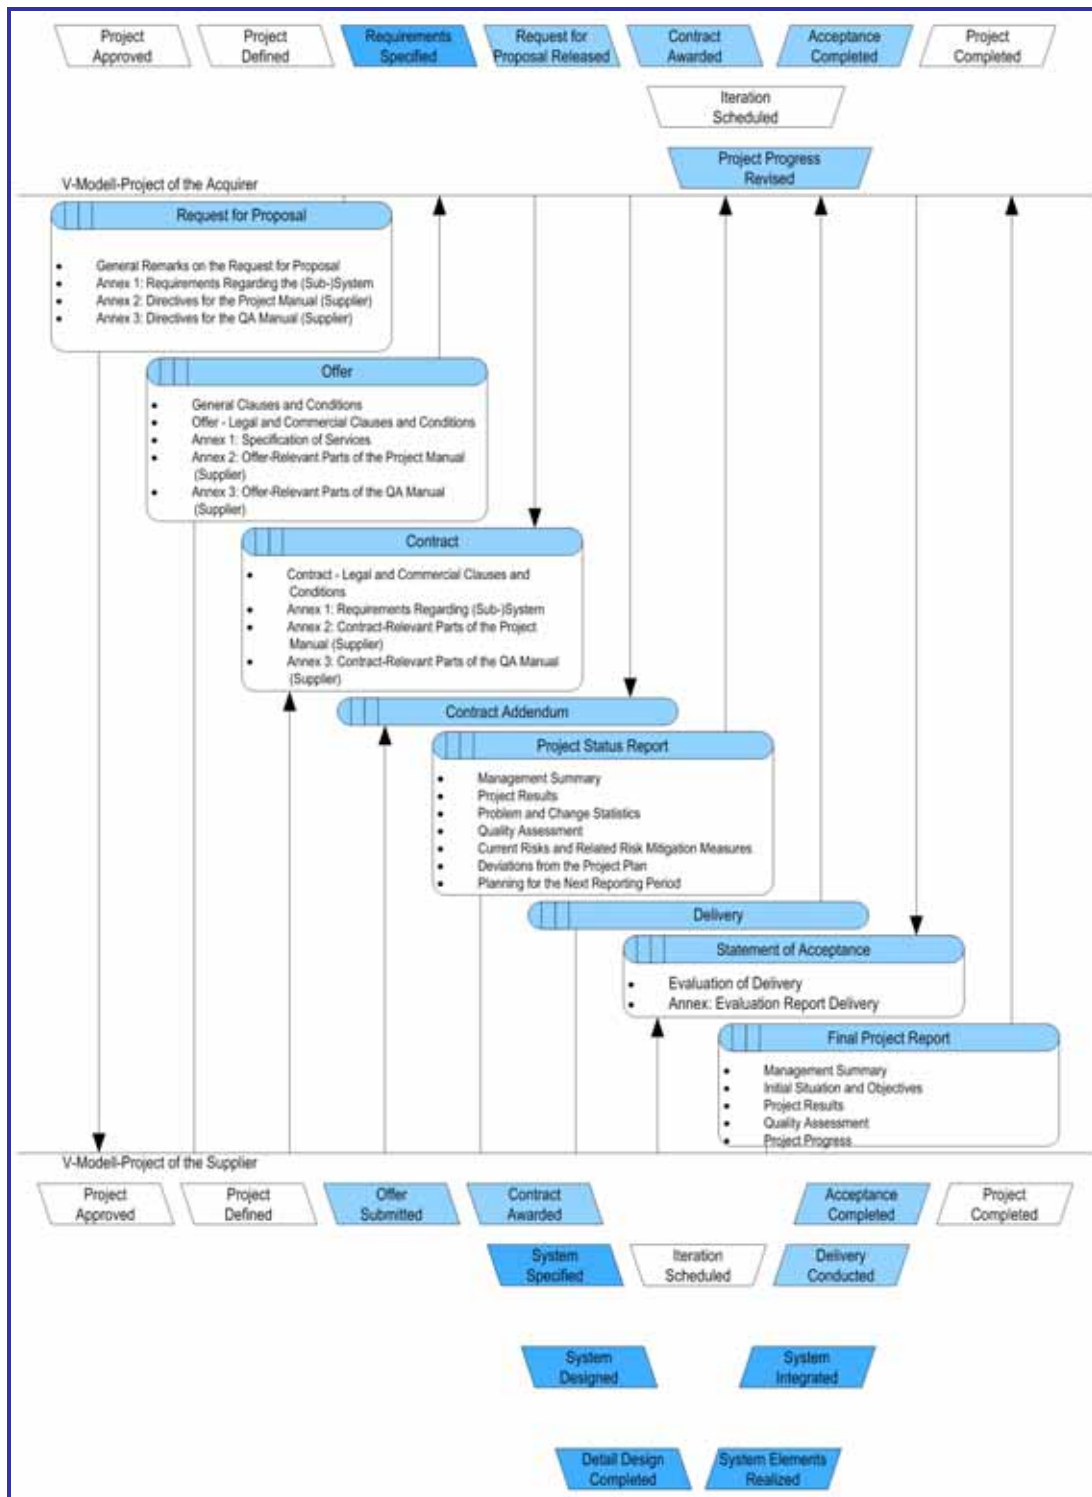 Project
Approved
Project
Defined
Requirements
Specified
Request for
Proposal Released
Contract
Awarded
Acceptance
Completed
Project
Completed
Iteration
Scheduled
Project Progress
Revised
V-Modell-Project of the Acquirer
Request for Proposal
• General Remarks on the Request for Proposal
• Annex 1: Requirements Regarding the (Sub-)System
• Annex 2: Directives for the Project Manual (Supplier)
• Annex 3: Directives for the QA Manual (Supplier)
Offer
• General Clauses and Conditions
• Offer - Legal and Commercial Clauses and Conditions
• Annex 1: Specification of Services
• Annex 2: Offer-Relevant Parts of the Project Manual
(Supplier)
• Annex 3: Offer-Relevant Parts of the QA Manual
(Supplier)
Contract
• Contract - Legal and Commercial Clauses and
Conditions
• Annex 1: Requirements Regarding (Sub-)System
• Annex 2: Contract-Relevant Parts of the Project
Manual (Supplier)
• Annex 3: Contract-Relevant Parts of the QA Manual
(Supplier)
Contract Addendum
Project Status Report
• Management Summary
• Project Results
• Problem and Change Statistics
• Quality Assessment
• Current Risks and Related Risk Mitigation Measures
• Deviations from the Project Plan
• Planning for the Next Reporting Period
Delivery
Statement of Acceptance
• Evaluation of Delivery
• Annex: Evaluation Report Delivery
Final Project Report
• Management Summary
• Initial Situation and Objectives
• Project Results
• Quality Assessment
• Project Progress
V-Modell-Project of the Supplier
Project
Approved
Project
Defined
Offer
Submitted
Contract
Awarded
Acceptance
Completed
Project
Completed
System
Specified
Iteration
Scheduled
Delivery
Conducted
System
Designed
System
Integrated
Detail Design
Completed
System Elements
Realized